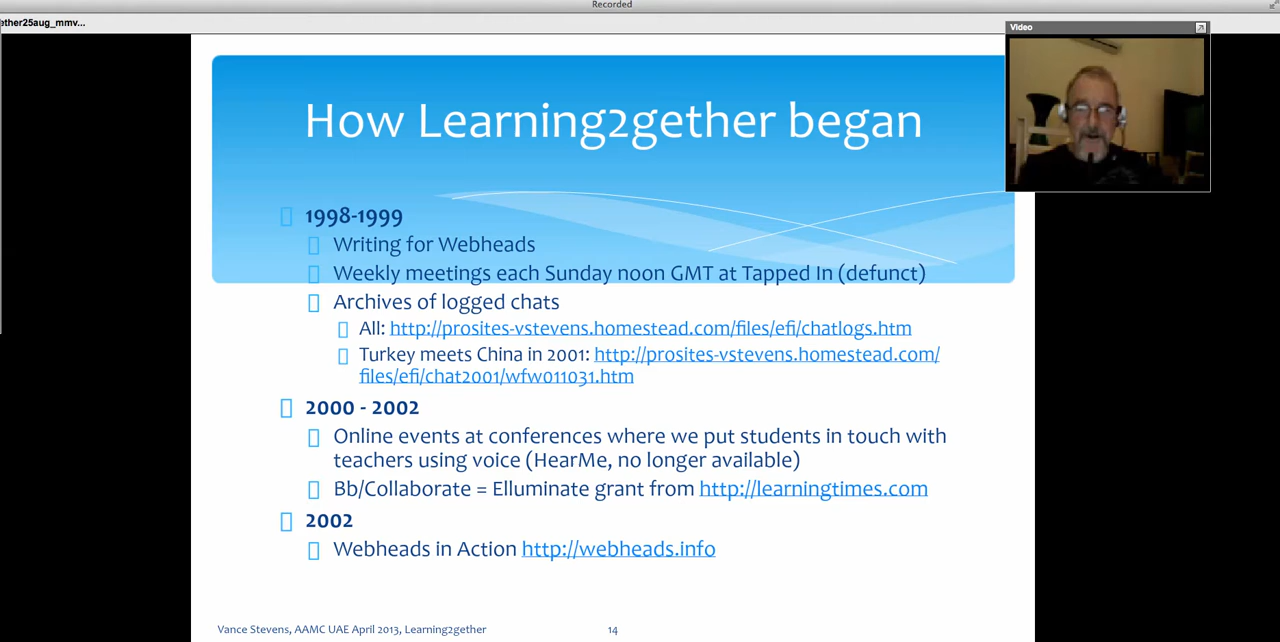 Recorded
ether25aug_mmv...
Video
How Learning2gether began
1998-1999
Writing for Webheads
Weekly meetings each Sunday noon GMT at Tapped In (defunct)
Archives of logged chats
All: http://prosites-vstevens.homestead.com/files/efi/chatlogs.htm
Turkey meets China in 2001: http://prosites-vstevens.homestead.com/
files/efi/chat2001/wfw011031.htm
2000 - 2002
Online events at conferences where we put students in touch with
teachers using voice (HearMe, no longer available)
Bb/Collaborate = Elluminate grant from http://learningtimes.com
2002
Webheads in Action http://webheads.info
Vance Stevens, AAMC UAE April 2013, Learning2gether
14